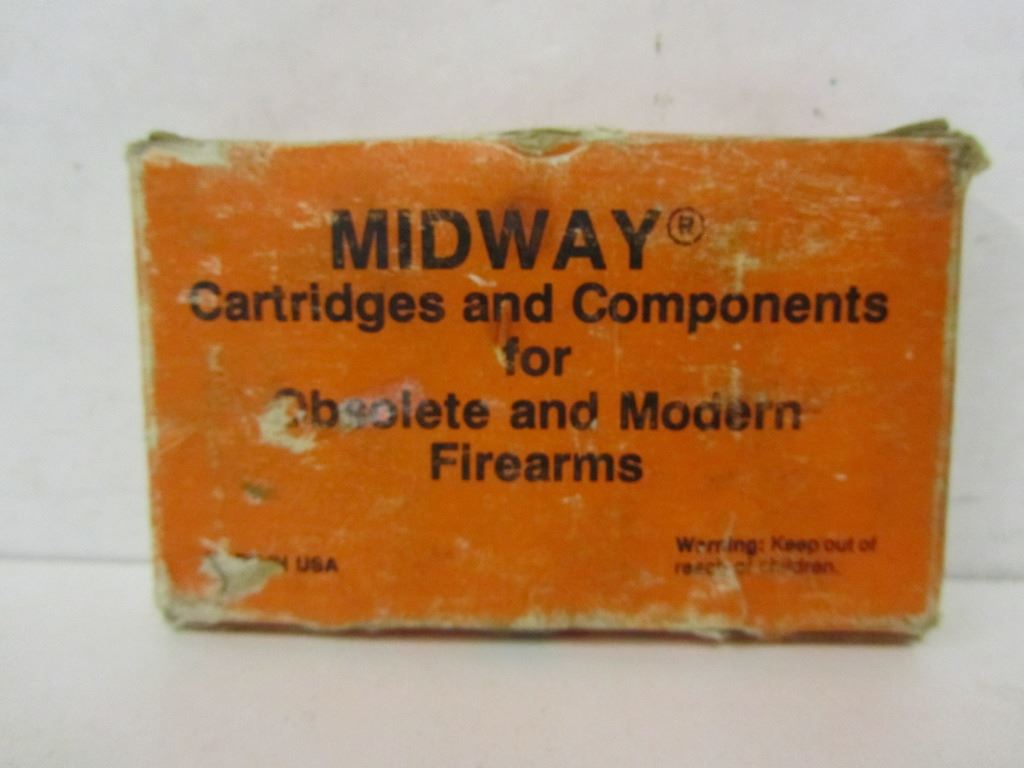 MIDWAY®
Cartridges and Components
for
Obsolete and Modern
Firearms
USA
Warning: Keep out of
reach of children.